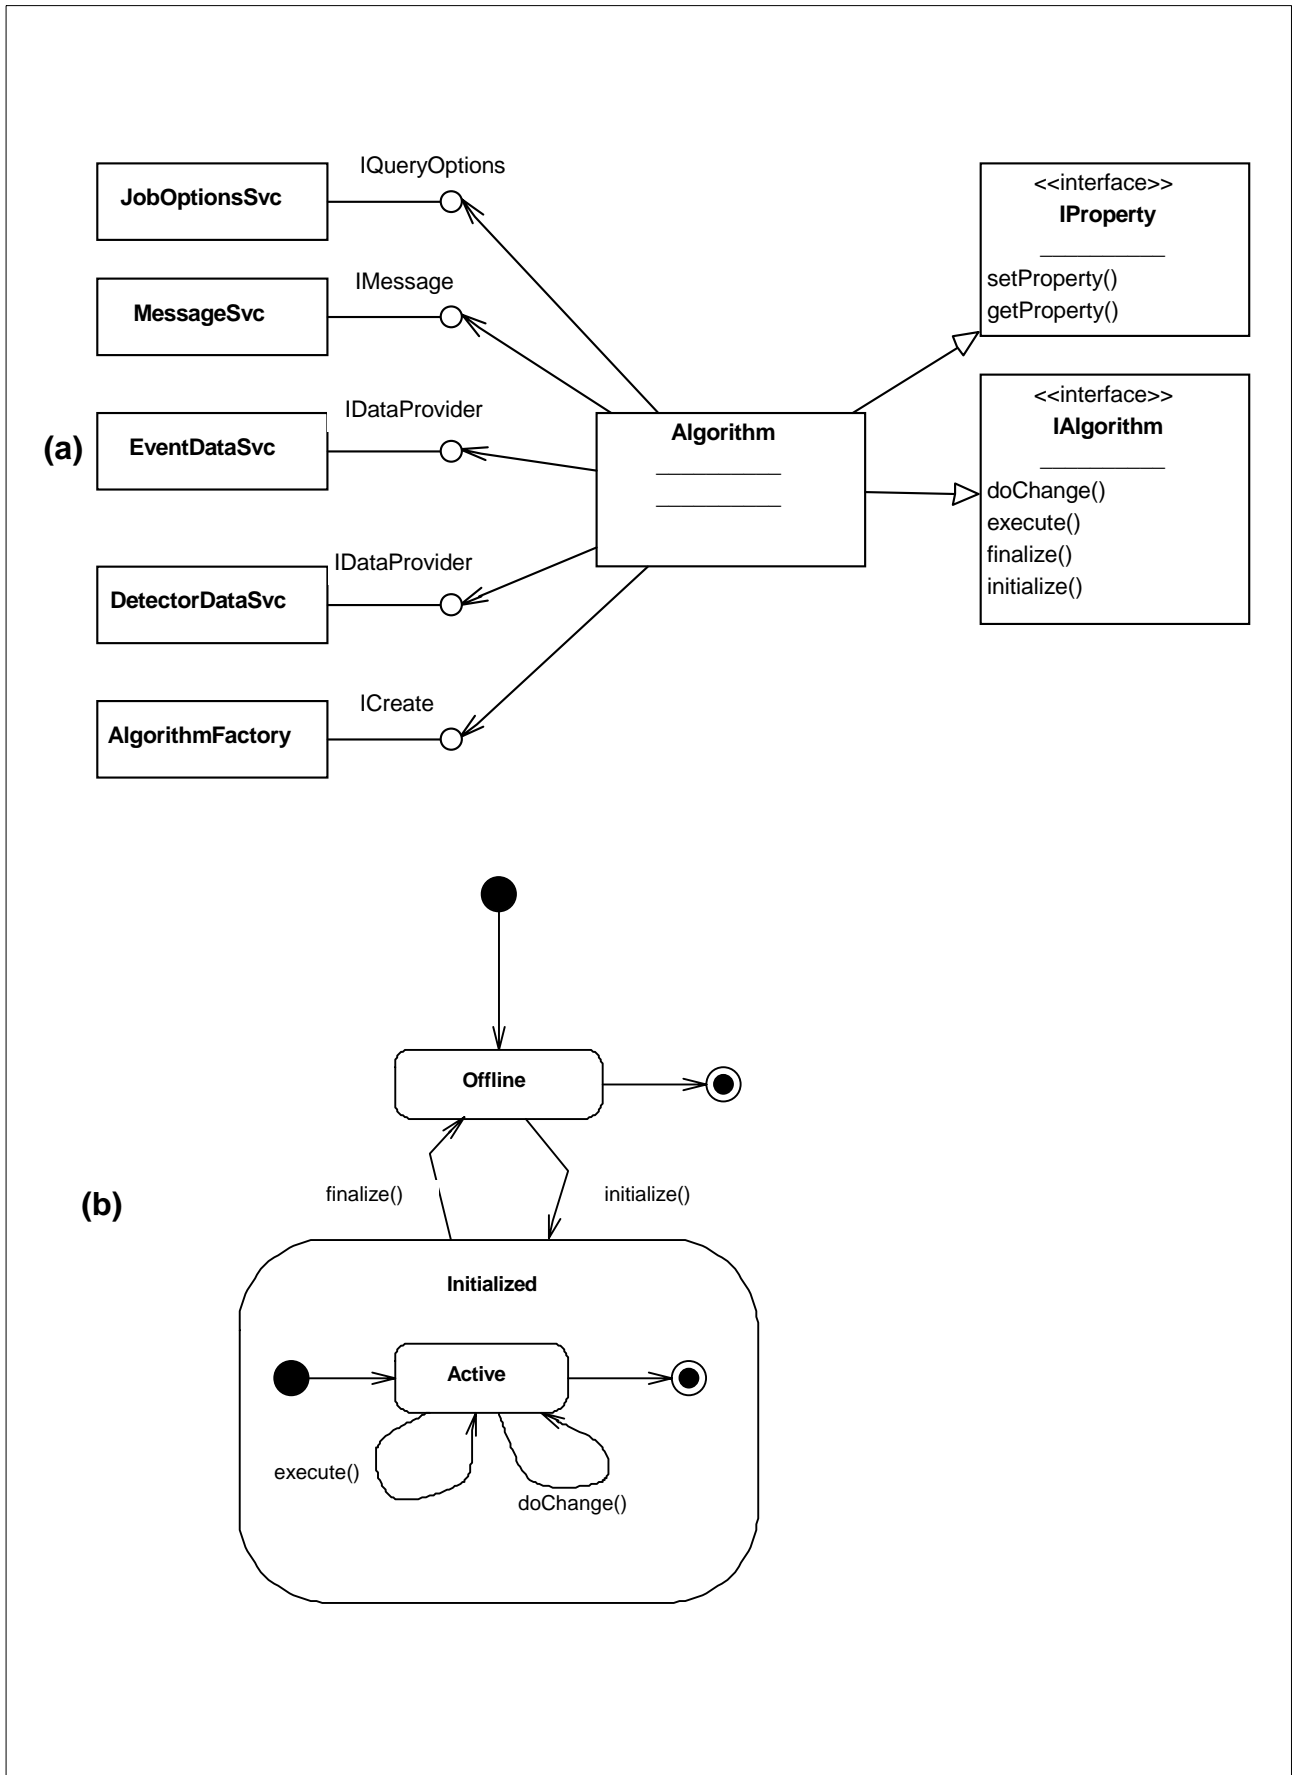 IQueryOptions
JobOptionsSvc
<<interface>>
IProperty
setProperty()
getProperty()
IMessage
MessageSvc
IDataProvider
(a)
EventDataSvc
Algorithm
<<interface>>
IAlgorithm
doChange()
execute()
finalize()
initialize()
IDataProvider
DetectorDataSvc
ICreate
AlgorithmFactory
Offline
(b)
finalize()
initialize()
Initialized
Active
execute()
doChange()